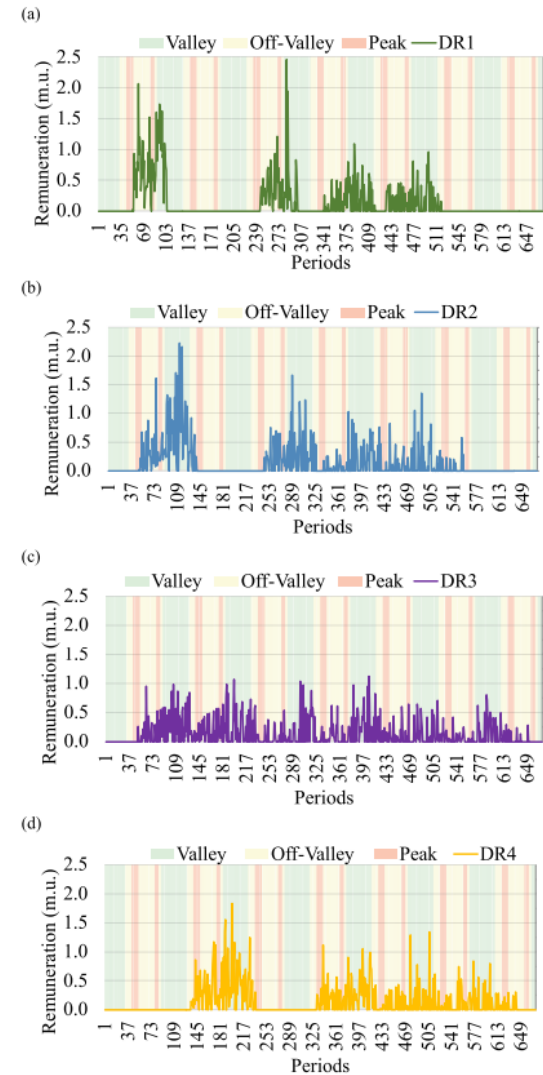 (a)
Valley Off-Valley Peak DR1
Remuneration (m.u.)
2.5
2.0
1.5
1.0
0.5
0.0
1 35 69 103 137 171 205 239 273 307 341 375 409 443 477 511 545 579 613 647
Periods
(b)
Valley Off-Valley Peak DR2
Remuneration (m.u.)
2.5
2.0
1.5
1.0
0.5
0.0
1 37 73 109 145 181 217 253 289 325 361 397 433 469 505 541 577 613 649
Periods
(c)
Valley Off-Valley Peak DR3
Remuneration (m.u.)
2.5
2.0
1.5
1.0
0.5
0.0
1 37 73 109 145 181 217 253 289 325 361 397 433 469 505 541 577 613 649
Periods
(d)
Valley Off-Valley Peak DR4
Remuneration (m.u.)
2.5
2.0
1.5
1.0
0.5
0.0
1 37 73 109 145 181 217 253 289 325 361 397 433 469 505 541 577 613 649
Periods